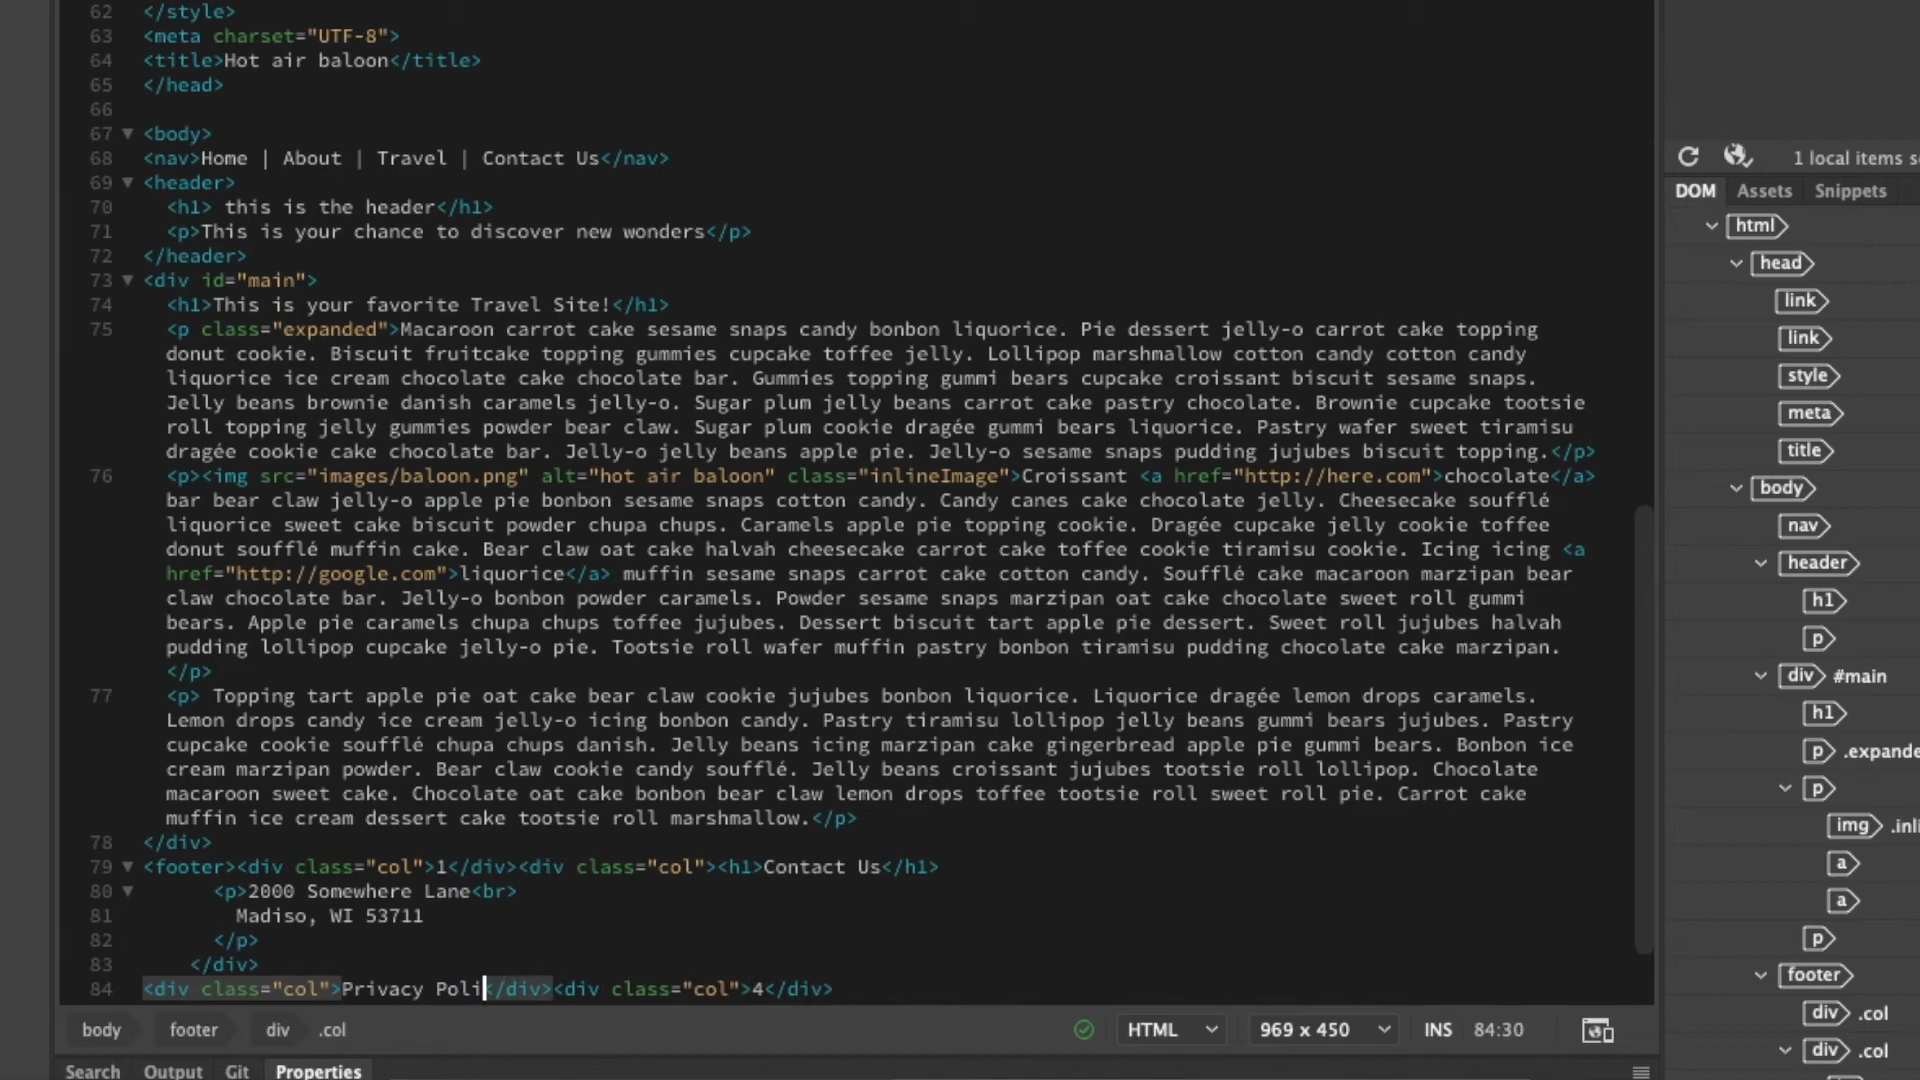 62 </style>
63 <meta charset="UTF-8">
64 <title>Hot air baloon</title>
65 </head>
66
67 <body>
68 <nav>Home | About | Travel | Contact Us</nav>
69 <header>
70 <h1> this is the header</h1>
71 <p>This is your chance to discover new wonders</p>
72 </header>
73 <div id="main">
74 <h1>This is your favorite Travel Site!</h1>
75 <p class="expanded">Macaroon carrot cake sesame snaps candy bonbon liquorice. Pie dessert jelly-o carrot cake topping
donut cookie. Biscuit fruitcake topping gummies cupcake toffee jelly. Lollipop marshmallow cotton candy cotton candy
liquorice ice cream chocolate cake chocolate bar. Gummies topping gummi bears cupcake croissant biscuit sesame snaps.
Jelly beans brownie danish caramels jelly-o. Sugar plum jelly beans carrot cake pastry chocolate. Brownie cupcake tootsie
roll topping jelly gummies powder bear claw. Sugar plum cookie dragée gummi bears liquorice. Pastry wafer sweet tiramisu
dragée cookie cake chocolate bar. Jelly-o jelly beans apple pie. Jelly-o sesame snaps pudding jujubes biscuit topping.</p>
76 <p><img src="images/baloon.png" alt="hot air baloon" class="inlineImage">Croissant <a href="http://here.com">chocolate</a>
bar bear claw jelly-o apple pie bonbon sesame snaps cotton candy. Candy canes cake chocolate jelly. Cheesecake soufflé
liquorice sweet cake biscuit powder chupa chups. Caramels apple pie topping cookie. Dragée cupcake jelly cookie toffee
donut soufflé muffin cake. Bear claw oat cake halvah cheesecake carrot cake toffee cookie tiramisu cookie. Icing icing <a
href="http://google.com">liquorice</a> muffin sesame snaps carrot cake cotton candy. Soufflé cake macaroon marzipan bear
claw chocolate bar. Jelly-o bonbon powder caramels. Powder sesame snaps marzipan oat cake chocolate sweet roll gummi
bears. Apple pie caramels chupa chups toffee jujubes. Dessert biscuit tart apple pie dessert. Sweet roll jujubes halvah
pudding lollipop cupcake jelly-o pie. Tootsie roll wafer muffin pastry bonbon tiramisu pudding chocolate cake marzipan.
</p>
77 <p> Topping tart apple pie oat cake bear claw cookie jujubes bonbon liquorice. Liquorice dragée lemon drops caramels.
Lemon drops candy ice cream jelly-o icing bonbon candy. Pastry tiramisu lollipop jelly beans gummi bears jujubes. Pastry
cupcake cookie soufflé chupa chups danish. Jelly beans icing marzipan cake gingerbread apple pie gummi bears. Bonbon ice
cream marzipan powder. Bear claw cookie candy soufflé. Jelly beans croissant jujubes tootsie roll lollipop. Chocolate
macaroon sweet cake. Chocolate oat cake bonbon bear claw lemon drops toffee tootsie roll sweet roll pie. Carrot cake
muffin ice cream dessert cake tootsie roll marshmallow.</p>
78 </div>
79 <footer><div class="col">1</div><div class="col"><h1>Contact Us</h1>
80 <p>2000 Somewhere Lane<br>
81 Madiso, WI 53711
82 </p>
83 </div>
84 <div class="col">Privacy Poli</div><div class="col">4</div>
body footer div .col
HTML 969 x 450 INS 84:30
Search Output Git Properties
1 local items s
DOM Assets Snippets
html
head
link
link
style
meta
title
body
nav
header
h1
p
div #main
h1
p .expande
p
img .inli
a
a
p
footer
div .col
div .col